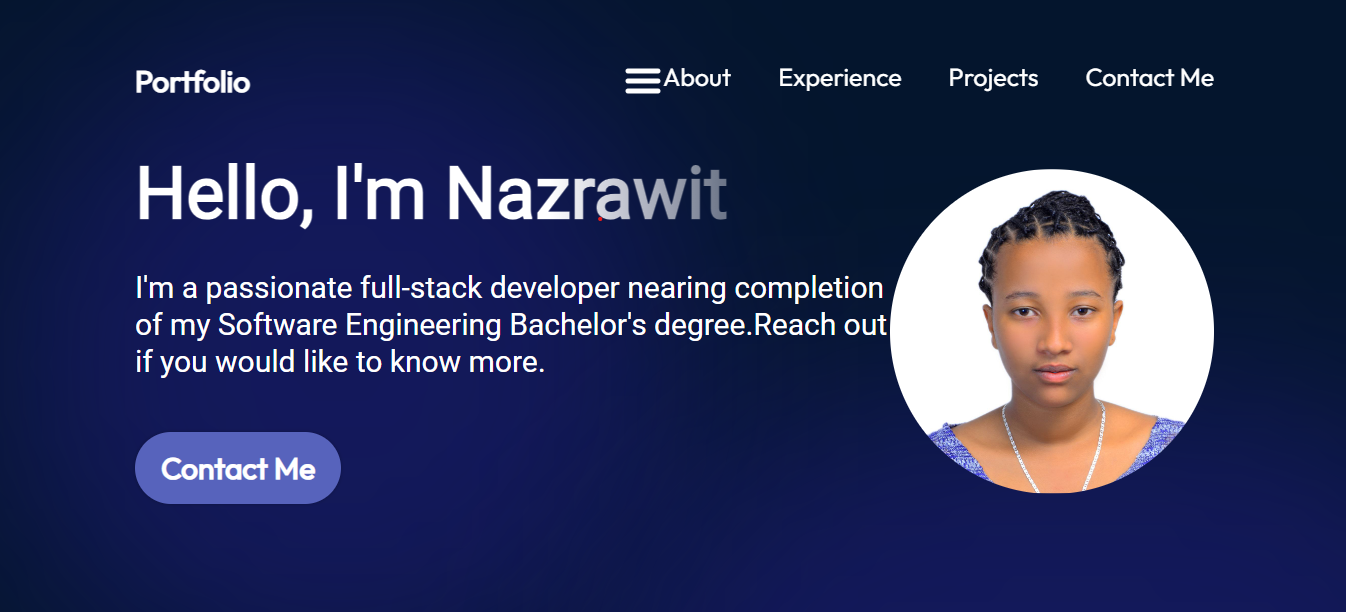 Portfolio
About Experience Projects Contact Me
Hello, I'm Nazrawit
I'm a passionate full-stack developer nearing completion
of my Software Engineering Bachelor's degree.Reach out
if you would like to know more.
Contact Me